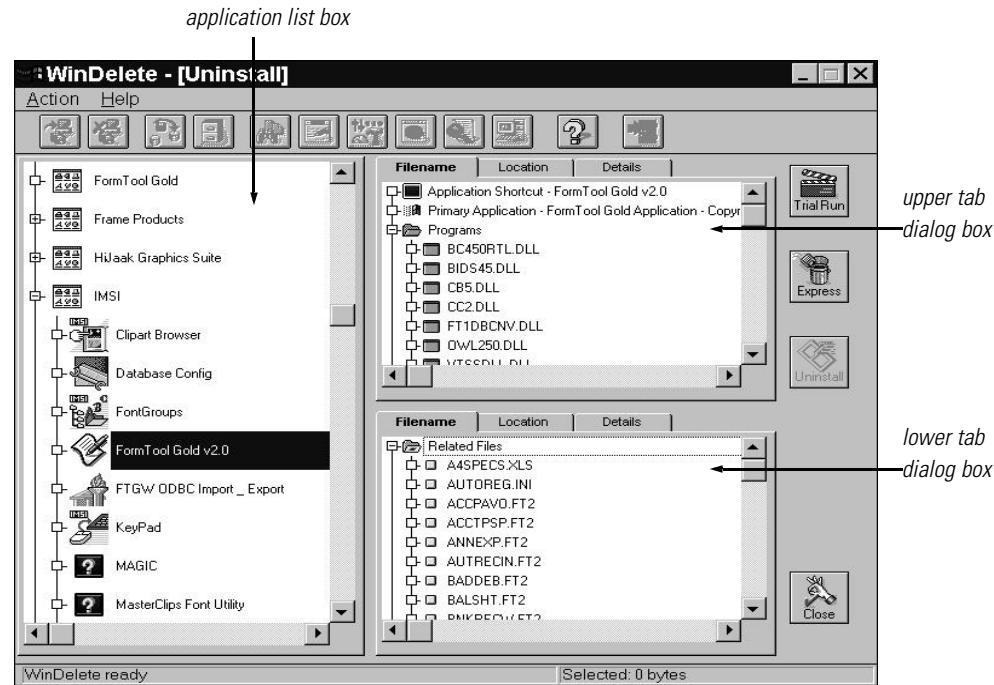 application list box
WinDelete - [Uninstall]
Action Help
FormTool Gold
Frame Products
HiJaak Graphics Suite
IMSI
IMSI
Clipart Browser
Database Config
IMSI
FontGroups
FormTool Gold v2.0
FTGW ODBC Import _ Export
IMSI
KeyPad
MAGIC
MasterClips Font Utility
Filename Location Details
Application Shortcut - FormTool Gold v2.0
Primary Application - FormTool Gold Application - Copyr
Programs
BC450RTL.DLL
BIDS45.DLL
CB5.DLL
CC2.DLL
FT1DBCNV.DLL
OWL250.DLL
VTSSDLL.DLL
Filename Location Details
Related Files
A4SPECS.XLS
AUTOREG.INI
ACCPAVO.FT2
ACCTPSP.FT2
ANNEXP.FT2
AUTRECIN.FT2
BADDEB.FT2
BALSHT.FT2
Trial Run
Express
Uninstall
Close
upper tab
dialog box
lower tab
dialog box
WinDelete ready
Selected: 0 bytes